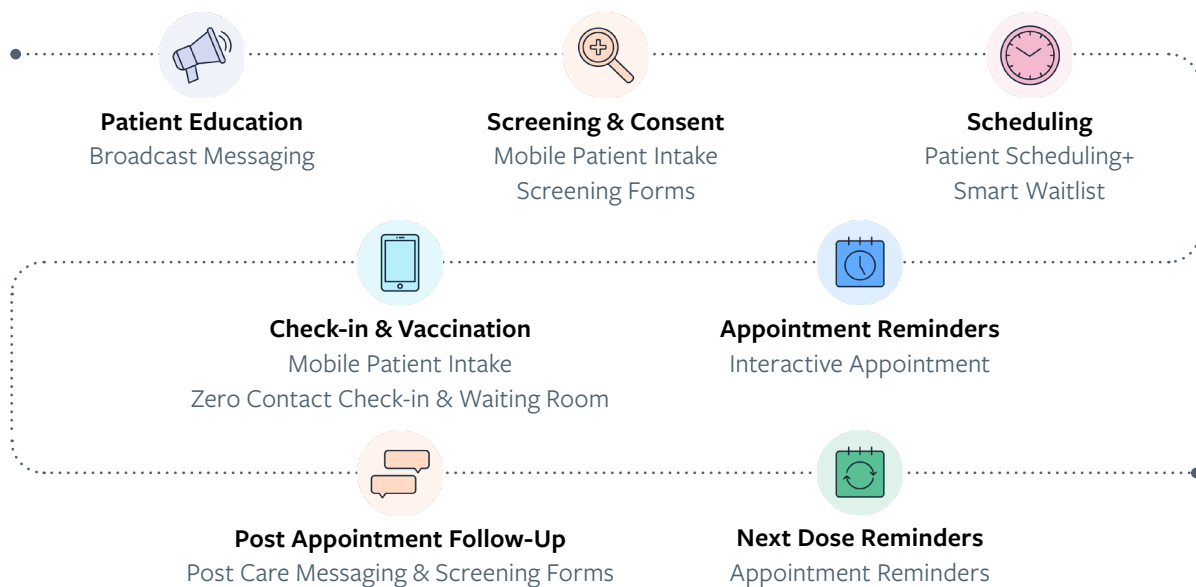 Patient Education
Broadcast Messaging
Screening & Consent
Mobile Patient Intake
Screening Forms
Scheduling
Patient Scheduling+
Smart Waitlist
Check-in & Vaccination
Mobile Patient Intake
Zero Contact Check-in & Waiting Room
Appointment Reminders
Interactive Appointment
Post Appointment Follow-Up
Post Care Messaging & Screening Forms
Next Dose Reminders
Appointment Reminders